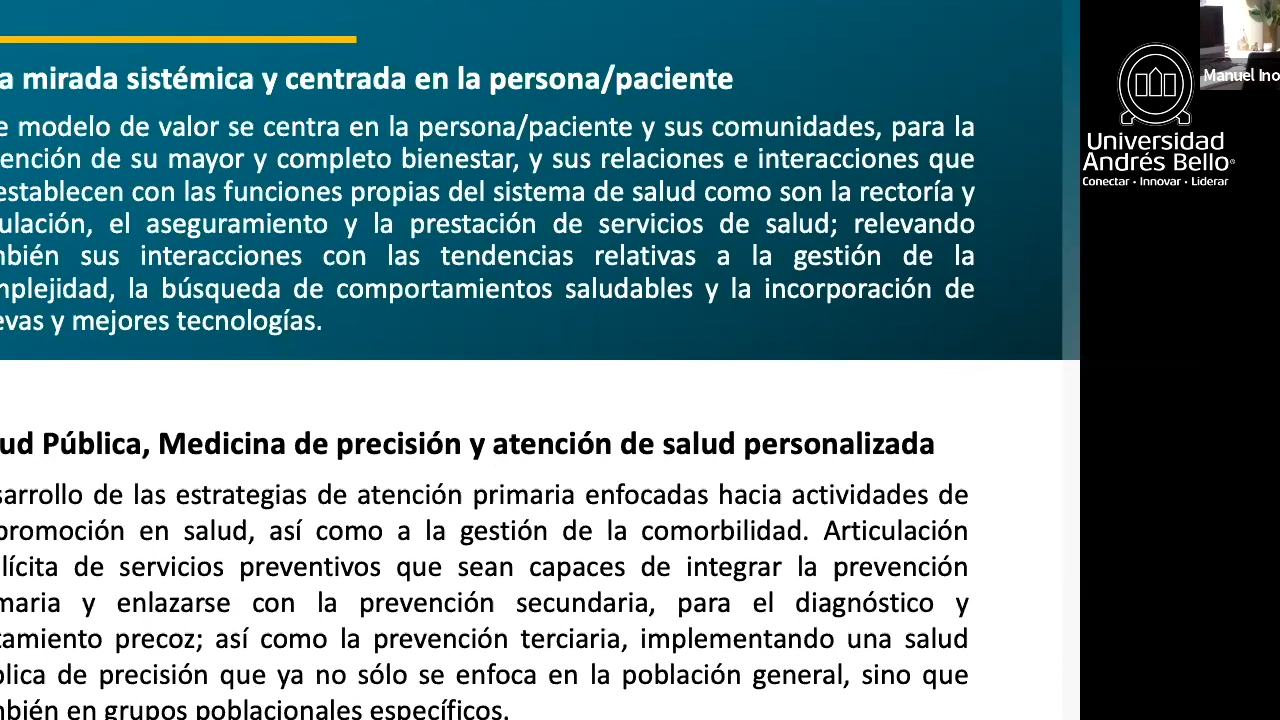 a mirada sistémica y centrada en la persona/paciente
e modelo de valor se centra en la persona/paciente y sus comunidades, para la
ención de su mayor y completo bienestar, y sus relaciones e interacciones que
establecen con las funciones propias del sistema de salud como son la rectoría y
ulación, el aseguramiento y la prestación de servicios de salud; relevando
mbién sus interacciones con las tendencias relativas a la gestión de la
mplejidad, la búsqueda de comportamientos saludables y la incorporación de
evas y mejores tecnologías.
ud Pública, Medicina de precisión y atención de salud personalizada
sarrollo de las estrategias de atención primaria enfocadas hacia actividades de
promoción en salud, así como a la gestión de la comorbilidad. Articulación
lícita de servicios preventivos que sean capaces de integrar la prevención
maria y enlazarse con la prevención secundaria, para el diagnóstico y
tamiento precoz; así como la prevención terciaria, implementando una salud
blica de precisión que ya no sólo se enfoca en la población general, sino que
mbién en grupos poblacionales específicos.
Manuel Ino
Universidad
Andrés Bello®
Conectar · Innovar · Liderar